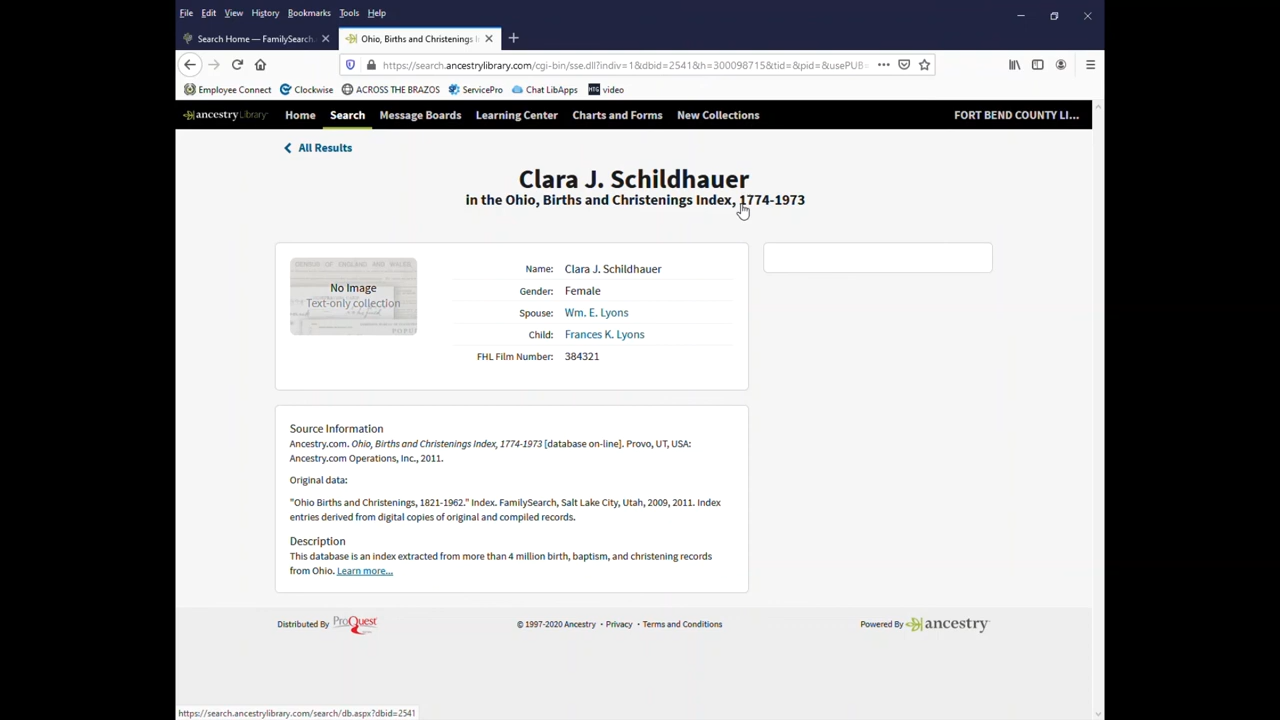 File Edit View History Bookmarks Tools Help
Search Home — FamilySearch
Ohio, Births and Christenings I
https://search.ancestrylibrary.com/cgi-bin/sse.dll?indiv=1&dbid=2541&h=300098715&tid=&pid=&usePUB=
Employee Connect Clockwise ACROSS THE BRAZOS ServicePro Chat LibApps HTG video
ancestryLibrary Home Search Message Boards Learning Center Charts and Forms New Collections FORT BEND COUNTY LI...
All Results
Clara J. Schildhauer
in the Ohio, Births and Christenings Index, 1774-1973
No Image
Text-only collection
CENSUS OF ENGLAND AND WALES
Name: Clara J. Schildhauer
Gender: Female
Spouse: Wm. E. Lyons
Child: Frances K. Lyons
FHL Film Number: 384321
Source Information
Ancestry.com. Ohio, Births and Christenings Index, 1774-1973 [database on-line]. Provo, UT, USA:
Ancestry.com Operations, Inc., 2011.
Original data:
"Ohio Births and Christenings, 1821-1962." Index. FamilySearch, Salt Lake City, Utah, 2009, 2011. Index
entries derived from digital copies of original and compiled records.
Description
This database is an index extracted from more than 4 million birth, baptism, and christening records
from Ohio. Learn more...
Distributed By ProQuest © 1997-2020 Ancestry • Privacy • Terms and Conditions Powered By ancestry
https://search.ancestrylibrary.com/search/db.aspx?dbid=2541